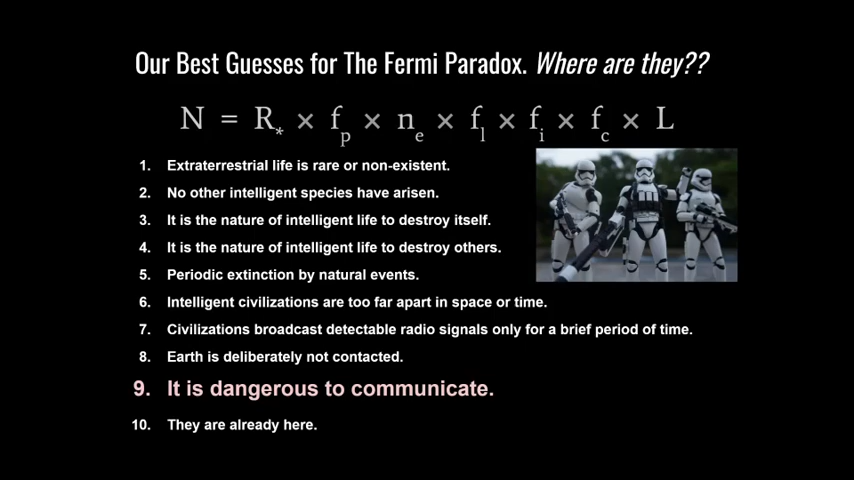 Our Best Guesses for The Fermi Paradox. Where are they??
N = R* × fp × ne × fl × fi × fc × L
1. Extraterrestrial life is rare or non-existent.
2. No other intelligent species have arisen.
3. It is the nature of intelligent life to destroy itself.
4. It is the nature of intelligent life to destroy others.
5. Periodic extinction by natural events.
6. Intelligent civilizations are too far apart in space or time.
7. Civilizations broadcast detectable radio signals only for a brief period of time.
8. Earth is deliberately not contacted.
9. It is dangerous to communicate.
10. They are already here.